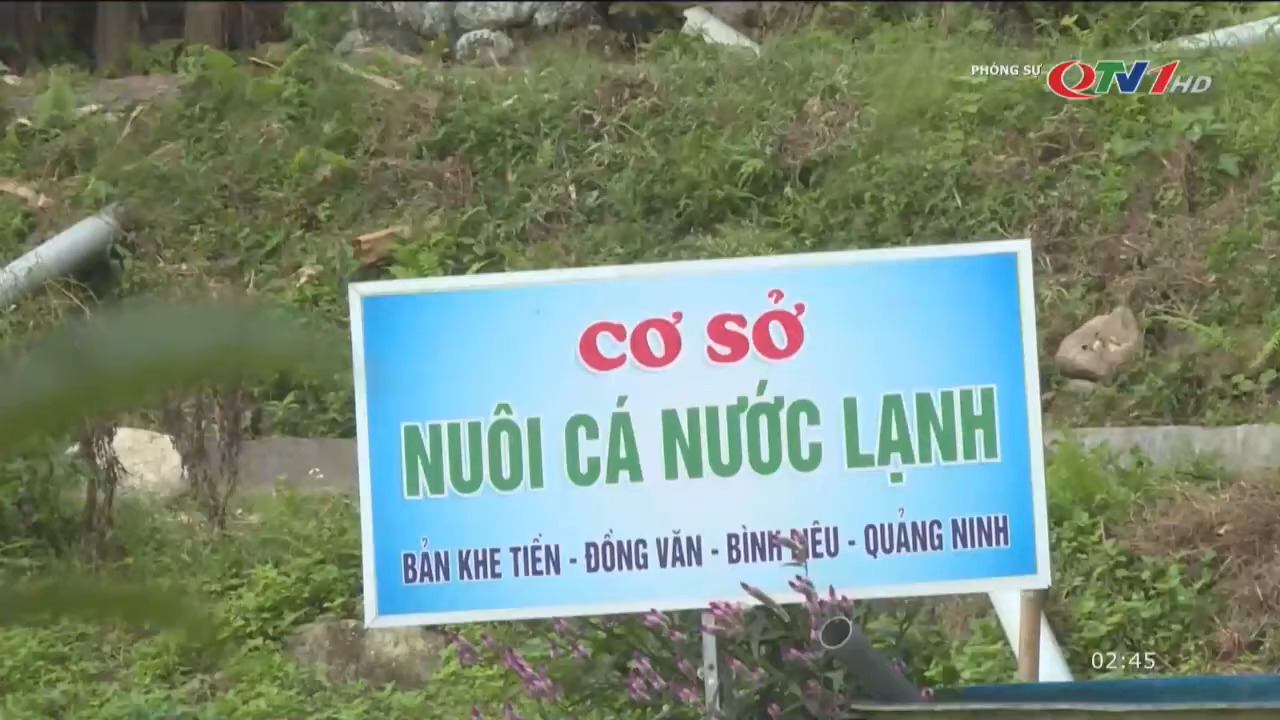 PHÓNG SỰ QTV1HD
CƠ SỞ
NUÔI CÁ NƯỚC LẠNH
BẢN KHE TIỀN - ĐỒNG VĂN - BÌNH - QUẢNG NINH
02:45